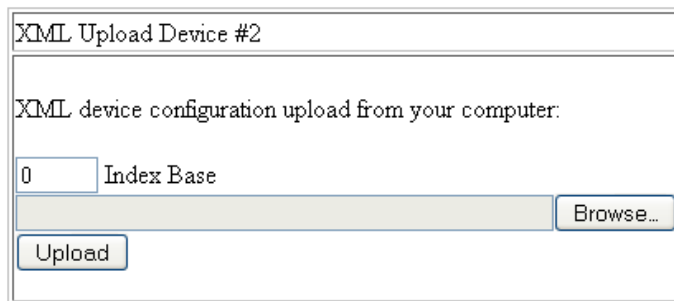 XML Upload Device #2
XML device configuration upload from your computer:
0 Index Base
Browse...
Upload